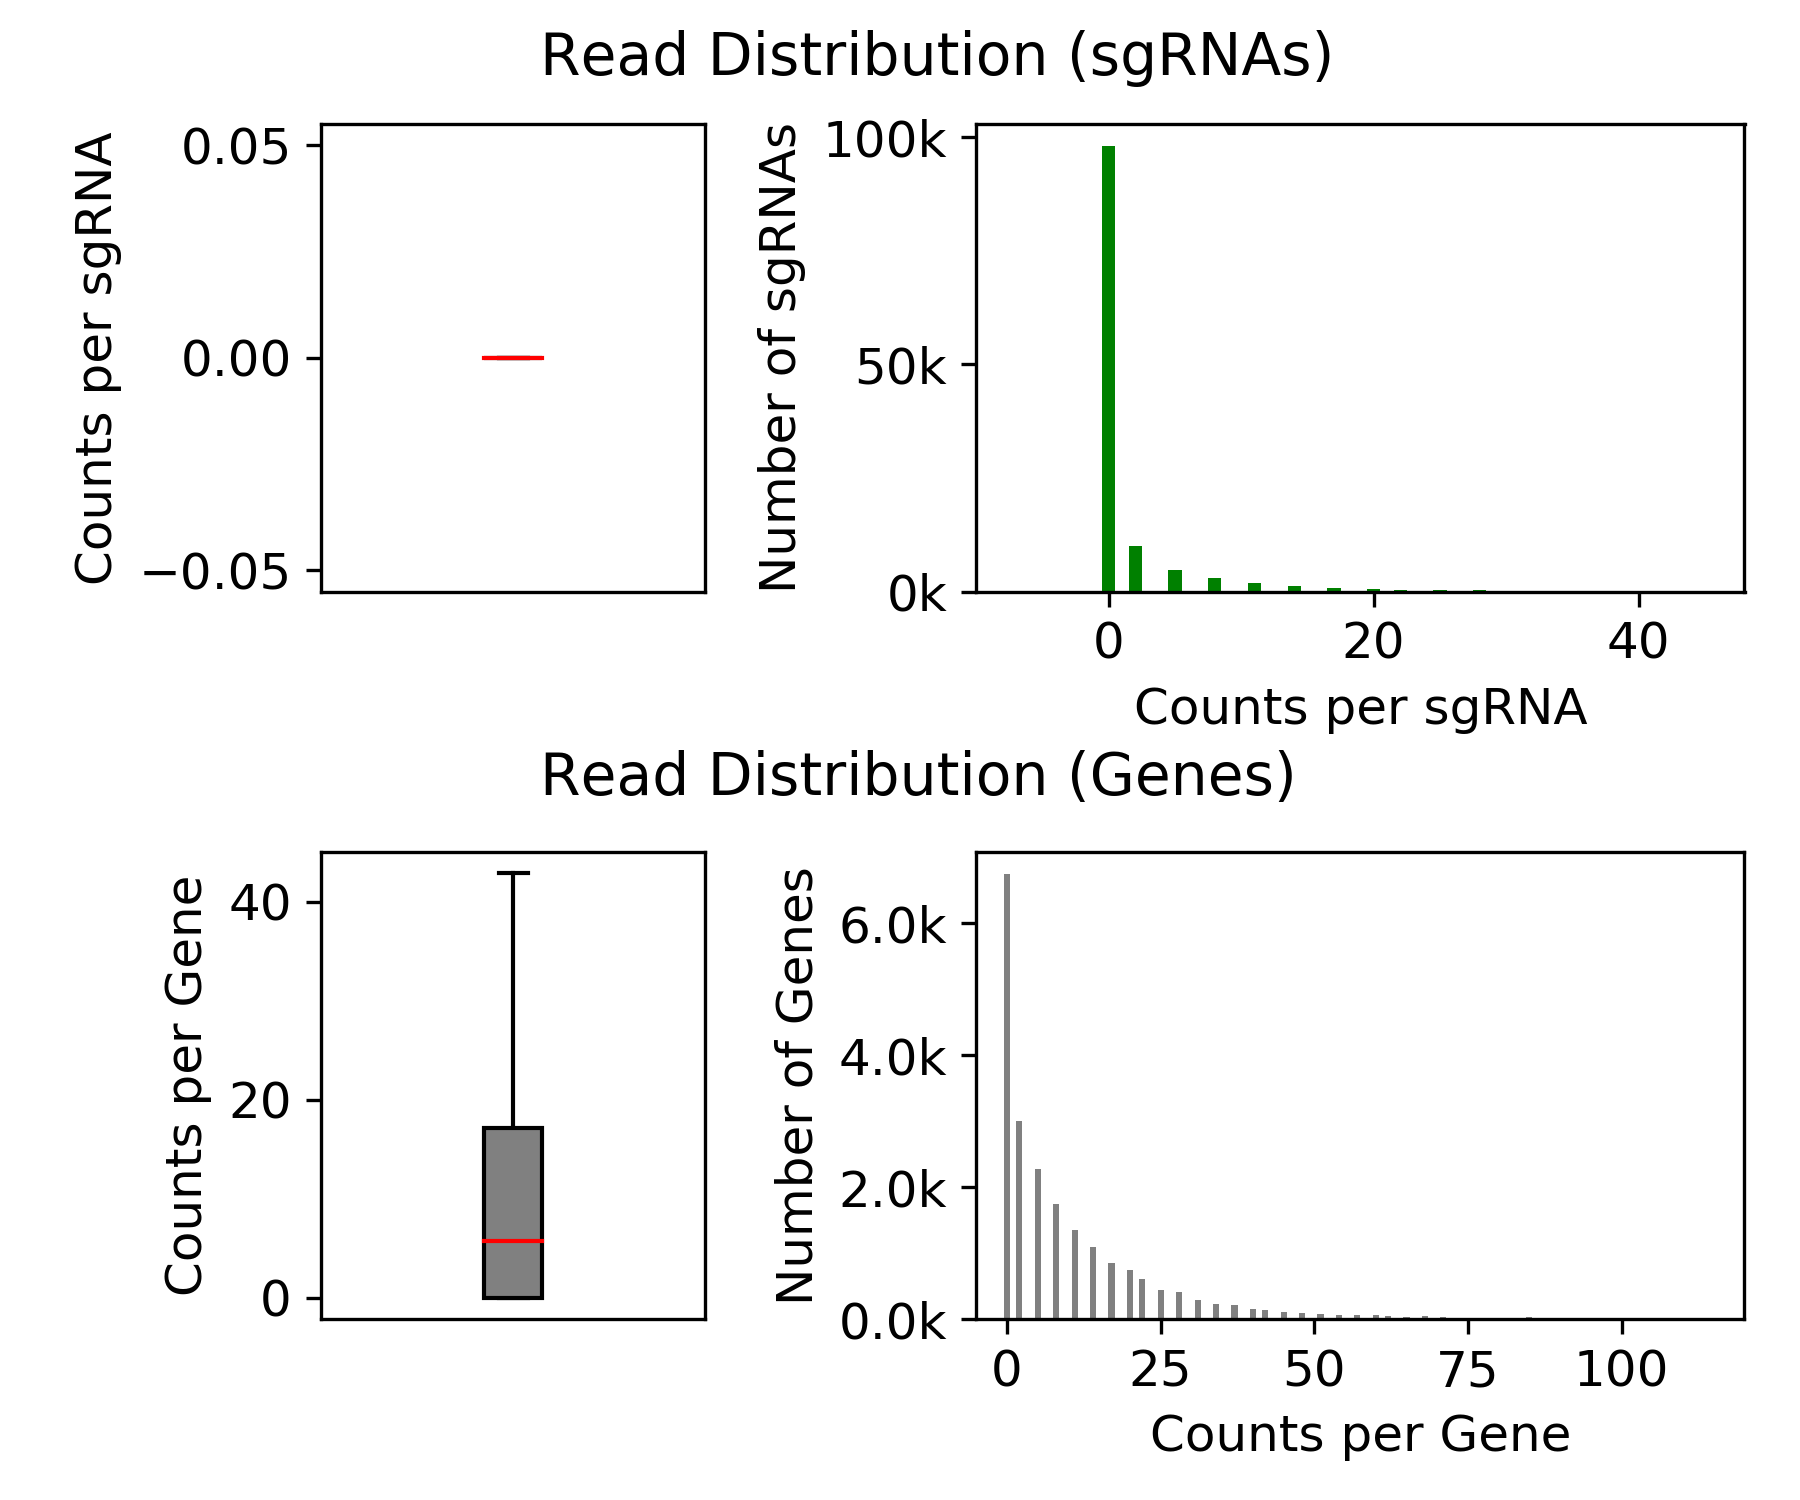 Read Distribution (sgRNAs)
Counts per sgRNA
0.05
0.00
−0.05
Number of sgRNAs
100k
50k
0k
0
20
40
Counts per sgRNA
Read Distribution (Genes)
Counts per Gene
40
20
0
Number of Genes
6.0k
4.0k
2.0k
0.0k
0
25
50
75
100
Counts per Gene